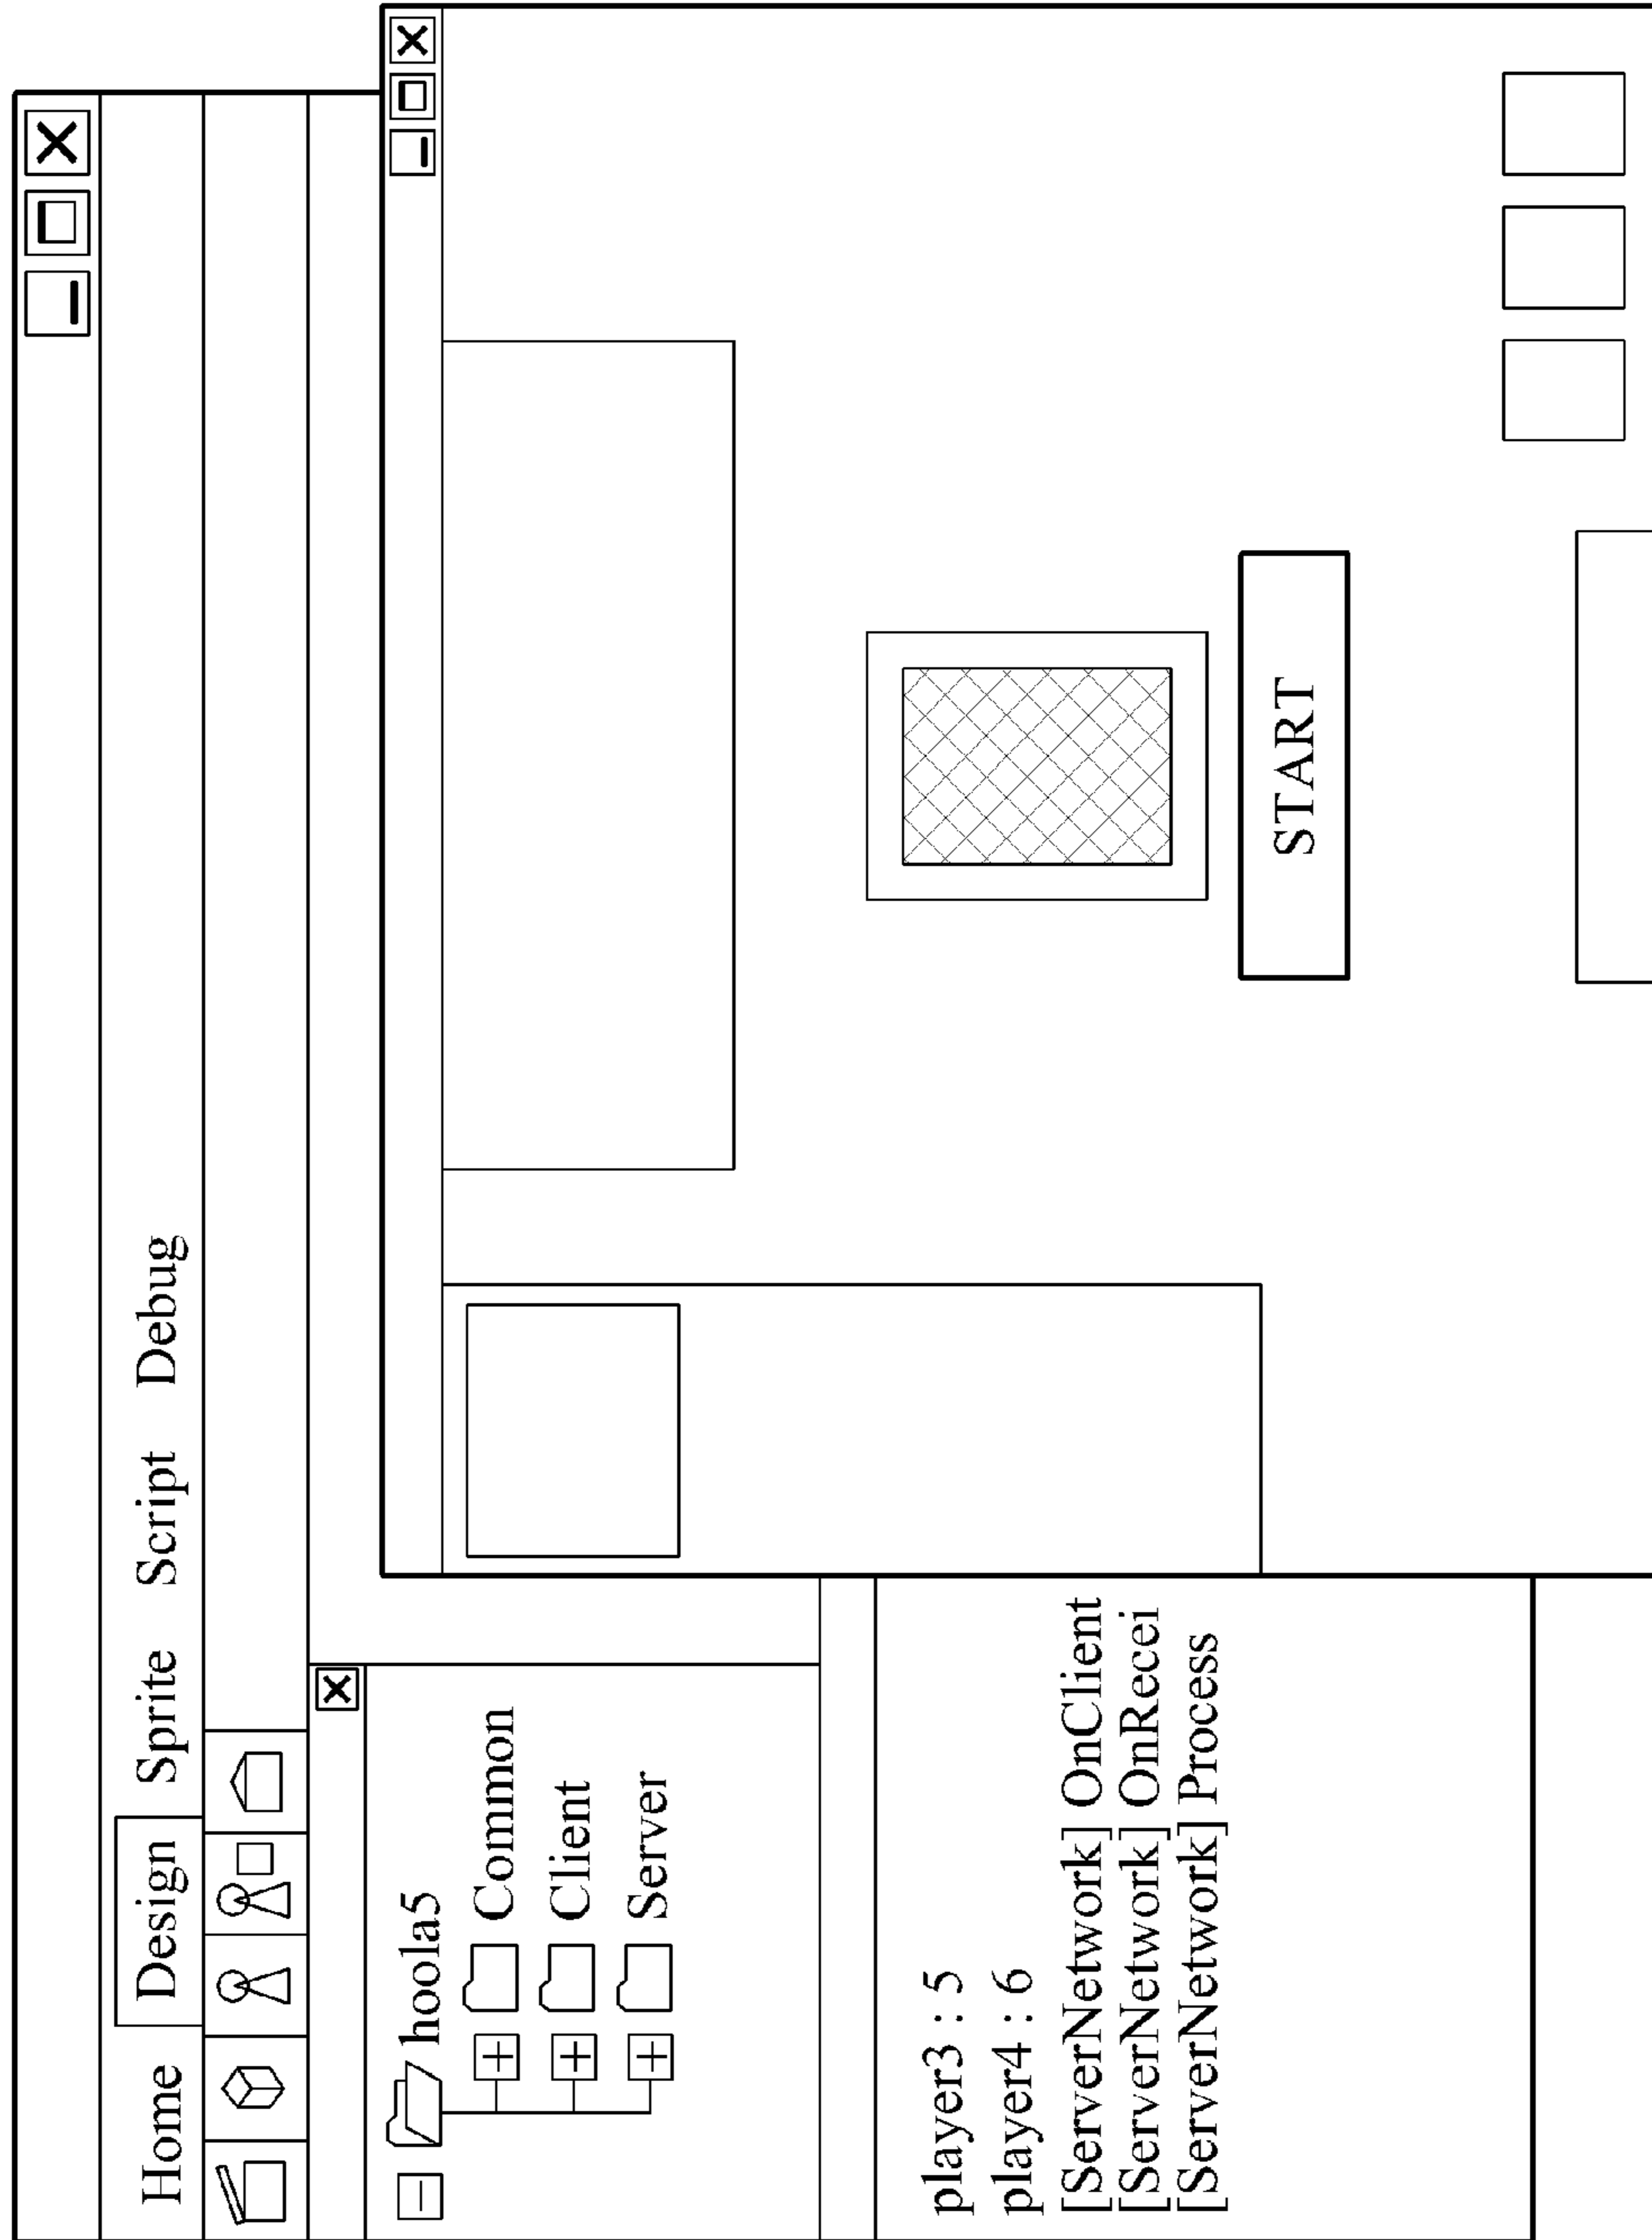 Home Design Sprite Script Debug
hoola5
Common
Client
Server
player3 : 5
player4 : 6
[ServerNetwork] OnClient
[ServerNetwork] OnRecei
[ServerNetwork] Process
START